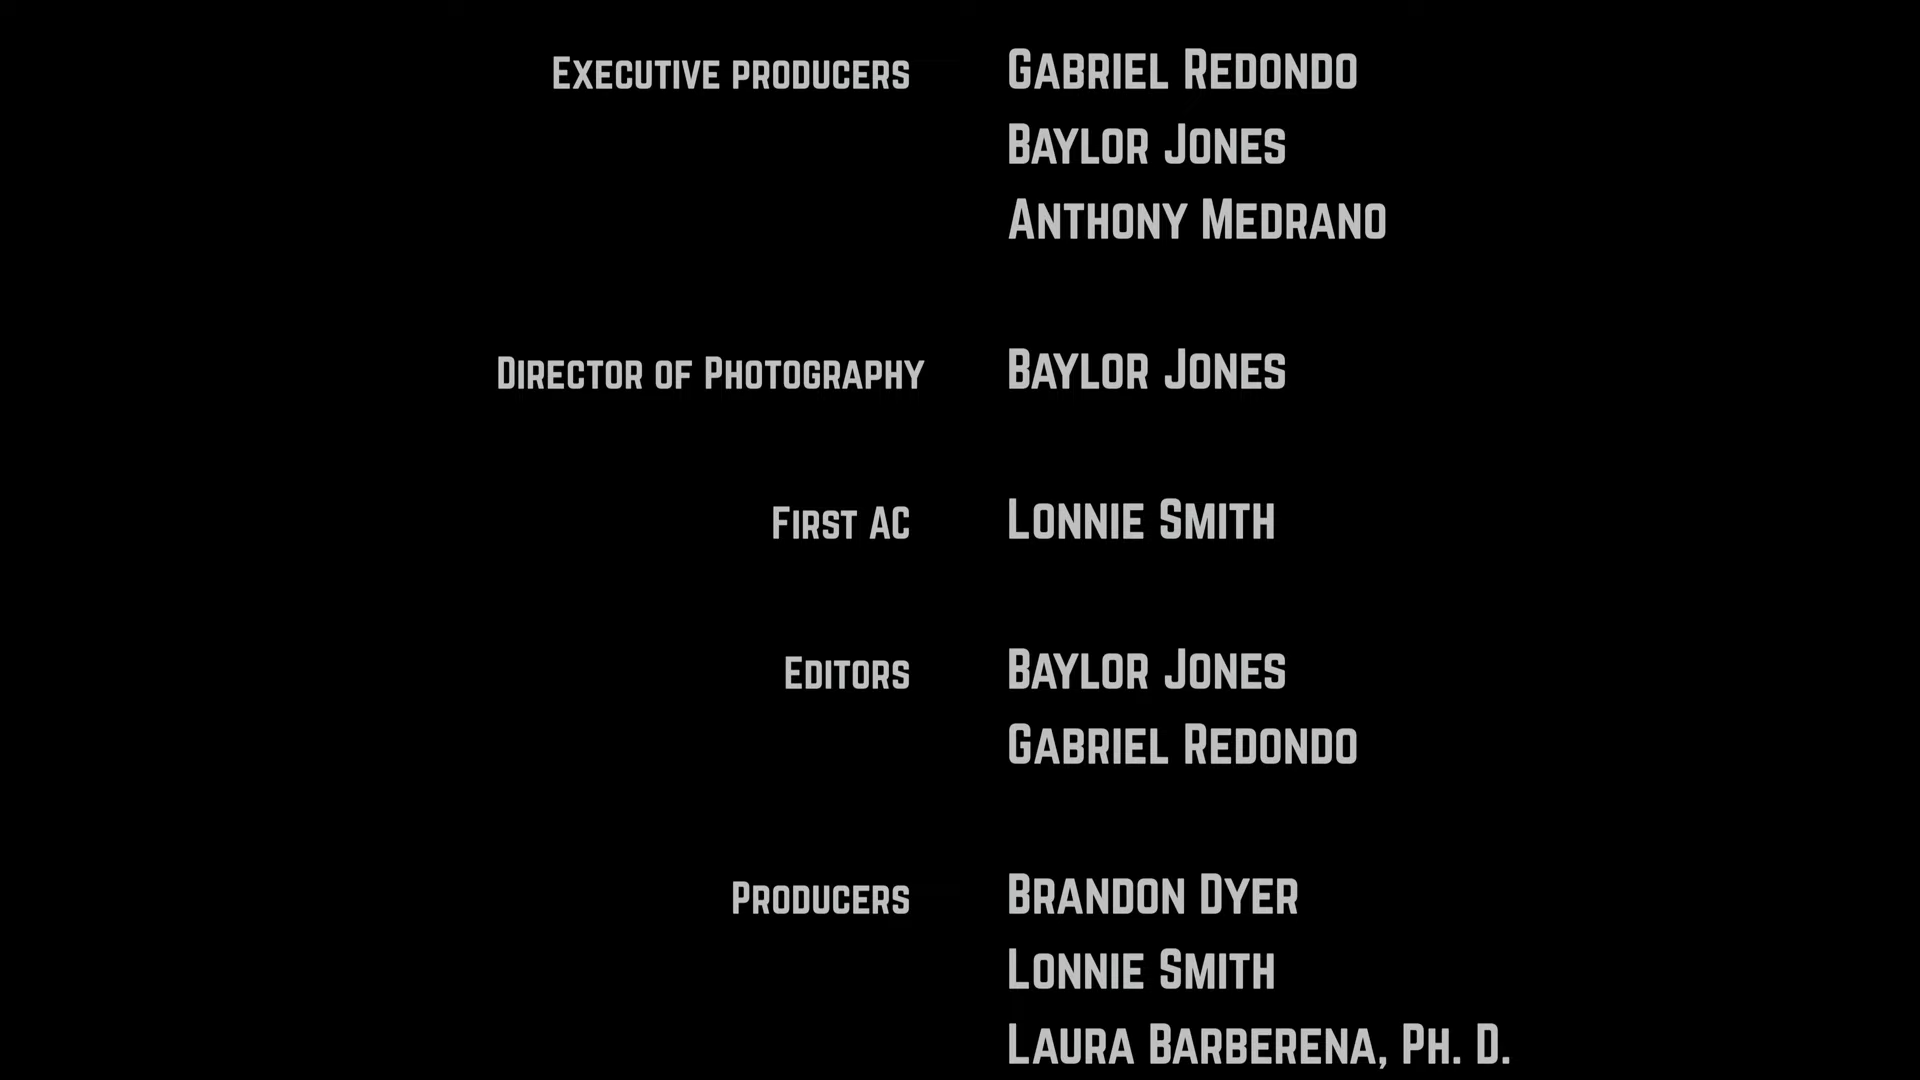 Executive producers Gabriel Redondo
Baylor Jones
Anthony Medrano
Director of Photography Baylor Jones
First AC Lonnie Smith
Editors Baylor Jones
Gabriel Redondo
Producers Brandon Dyer
Lonnie Smith
Laura Barberena, Ph. D.